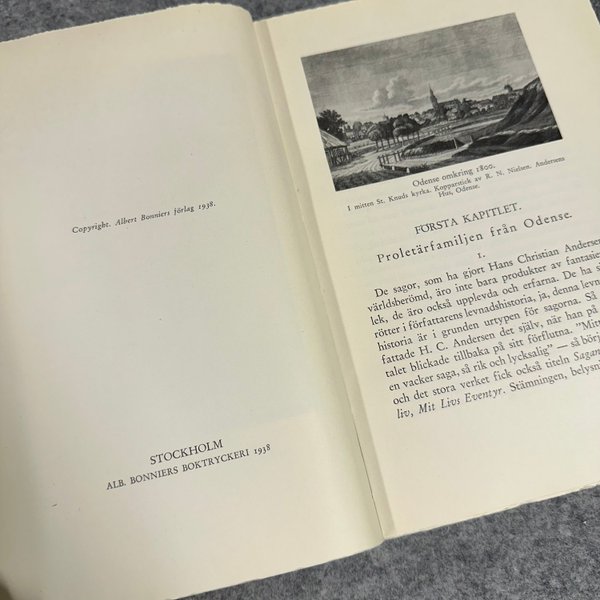 Copyright. Albert Bonniers förlag 1938.
STOCKHOLM
ALB. BONNIERS BOKTRYCKERI 1938
Odense omkring 1800.
I mitten St. Knuds kyrka. Kopparstick av R. N. Nielsen. Andersens
Hus, Odense.
FÖRSTA KAPITLET.
Proletärfamiljen från Odense.
I.
De sagor, som ha gjort Hans Christian Andersen
världsberömd, äro inte bara produkter av fantasie
lek, de äro också upplevda och erfarna. De ha s
rötter i författarens levnadshistoria, ja, denna levn
historia är i grunden urtypen för sagorna. Så
fattade H. C. Andersen det själv, när han på
talet blickade tillbaka på sitt förflutna. "Mitt
en vacker saga, så rik och lycksalig" — så börj
och det stora verket fick också titeln Sagan
liv, Mit Livs Eventyr. Stämningen, belysni